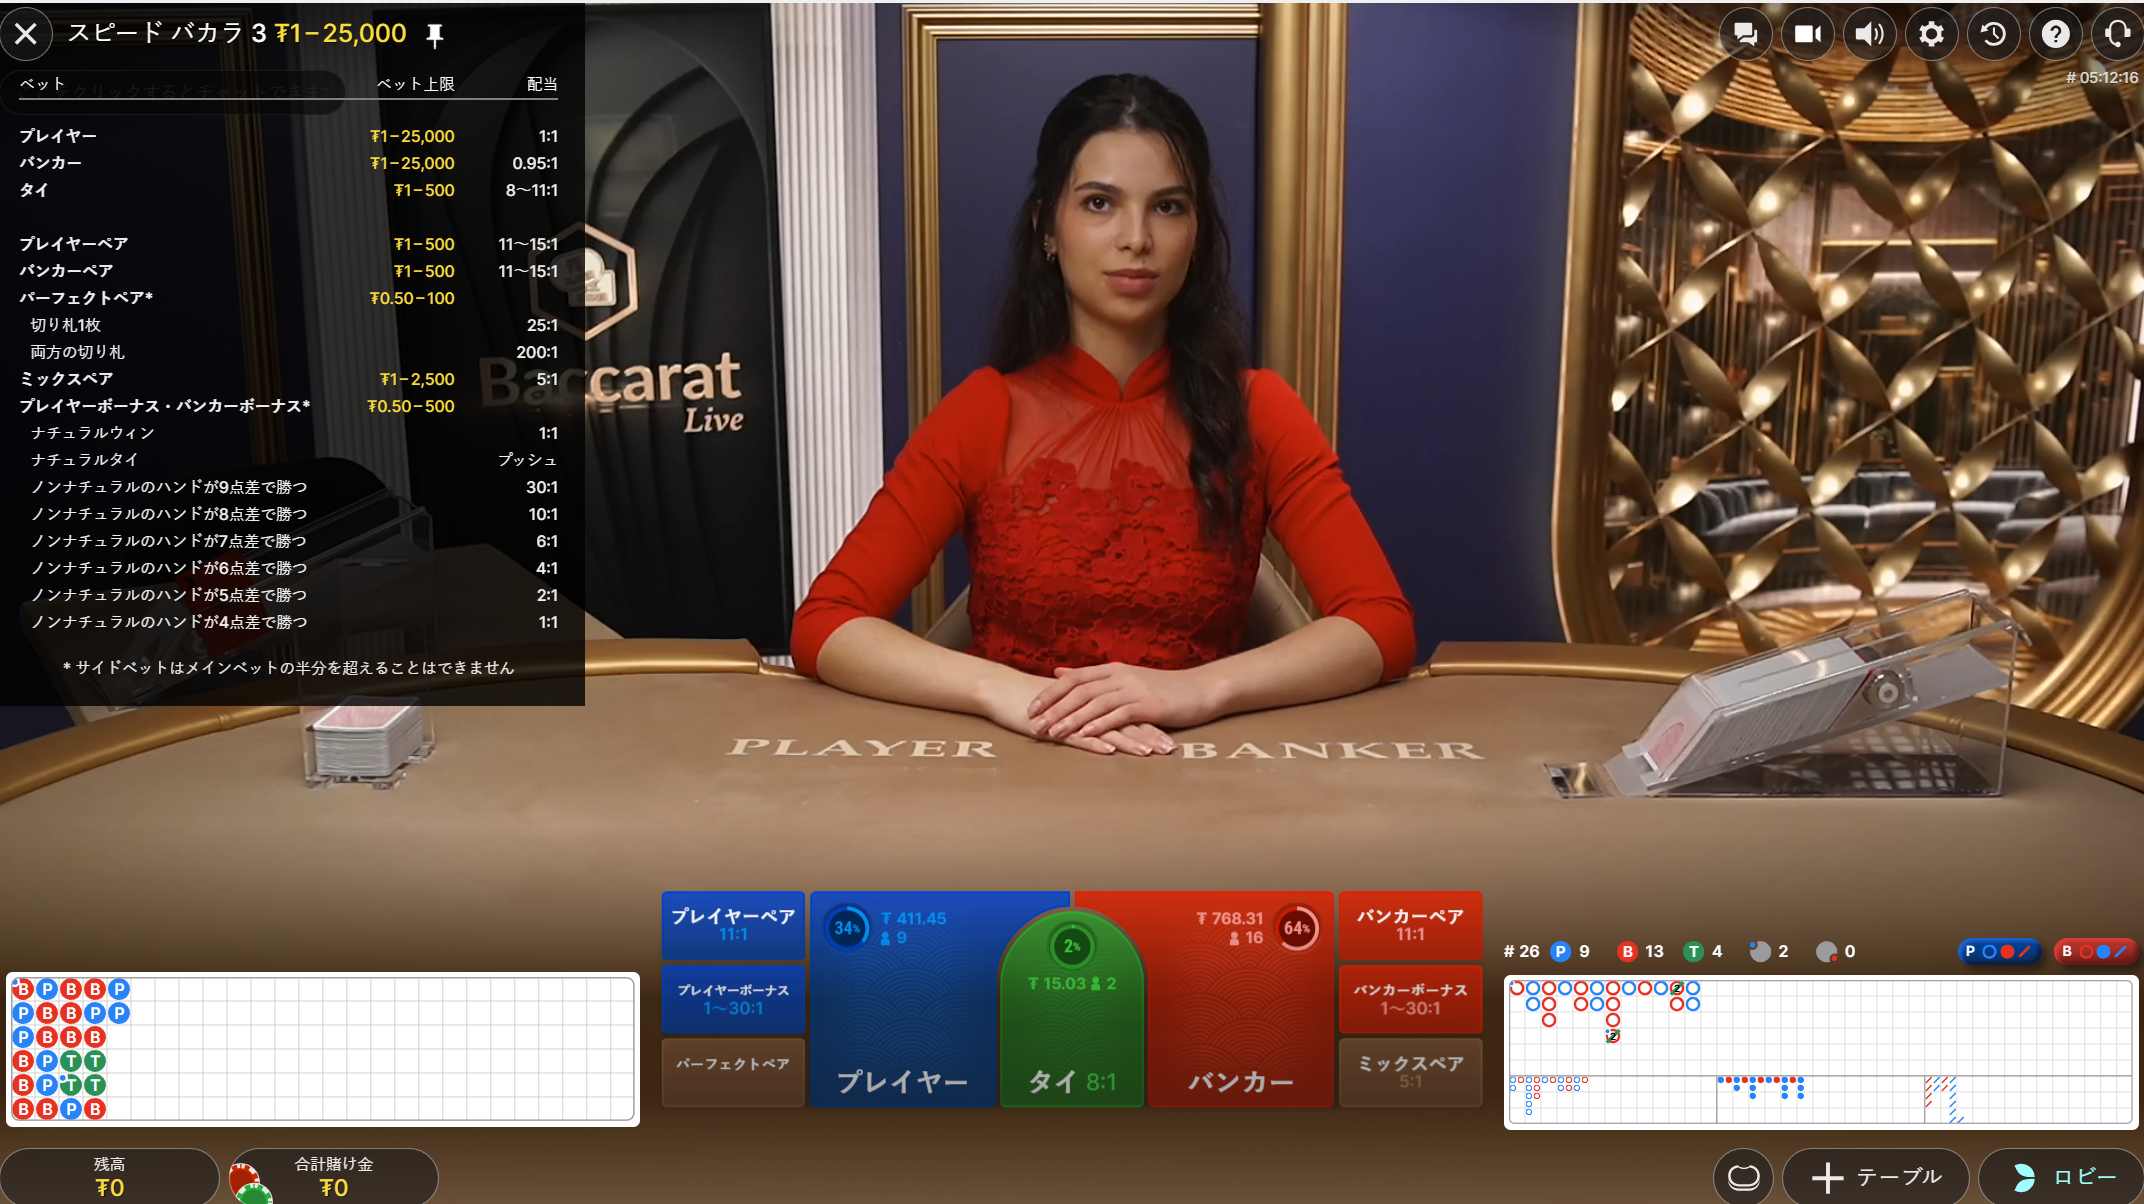 スピード バカラ 3 ₮1–25,000
# 05:12:16
ベット ベット上限 配当
プレイヤー ₮1–25,000 1:1
バンカー ₮1–25,000 0.95:1
タイ ₮1–500 8〜11:1
プレイヤーペア ₮1–500 11〜15:1
バンカーペア ₮1–500 11〜15:1
パーフェクトペア* ₮0.50–100
切り札1枚 25:1
両方の切り札 200:1
ミックスペア ₮1–2,500 5:1
プレイヤーボーナス・バンカーボーナス* ₮0.50–500
ナチュラルウィン 1:1
ナチュラルタイ プッシュ
ノンナチュラルのハンドが9点差で勝つ 30:1
ノンナチュラルのハンドが8点差で勝つ 10:1
ノンナチュラルのハンドが7点差で勝つ 6:1
ノンナチュラルのハンドが6点差で勝つ 4:1
ノンナチュラルのハンドが5点差で勝つ 2:1
ノンナチュラルのハンドが4点差で勝つ 1:1
* サイドベットはメインベットの半分を超えることはできません
Baccarat
Live
PLAYER BANKER
プレイヤーペア
11:1
プレイヤーボーナス
1〜30:1
パーフェクトペア
34% ₮ 411.45
9
プレイヤー
2%
₮ 15.03 2
タイ 8:1
₮ 768.31 64%
16
バンカー
バンカーペア
11:1
バンカーボーナス
1〜30:1
ミックスペア
5:1
# 26 P 9 B 13 T 4 2 0
P
B
B P B B P
P B B P P
P B B B
B P T T
B P T T
B B P B
2
2
残高
₮0
合計賭け金
₮0
テーブル
ロビー